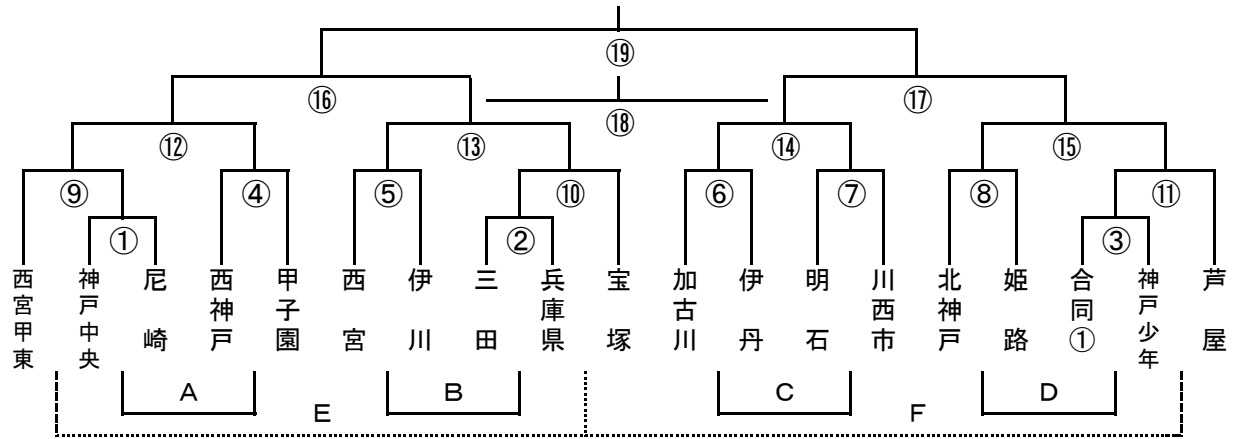 ⑲
⑯ ⑱ ⑰
⑫ ⑬ ⑭ ⑮
⑨ ④ ⑤ ⑩ ⑥ ⑦ ⑧ ⑪
① ② ③
西宮甲東
神戸中央
尼崎
西神戸
甲子園
西宮
伊川
三田
兵庫県
宝塚
加古川
伊丹
明石
川西市
北神戸
姫路
合同①
神戸少年
芦屋
A B C D
E F